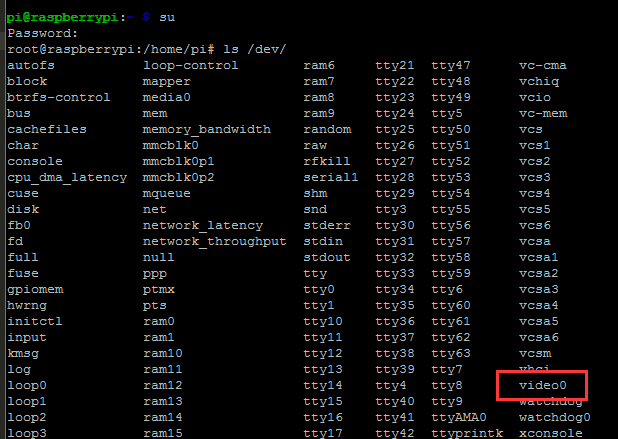 pi@raspberrypi:~ $ su
Password:
root@raspberrypi:/home/pi# ls /dev/
autofs loop-control ram6 tty21 tty47 vc-cma
block mapper ram7 tty22 tty48 vchiq
btrfs-control media0 ram8 tty23 tty49 vcio
bus mem ram9 tty24 tty5 vc-mem
cachefiles memory_bandwidth random tty25 tty50 vcs
char mmcblk0 raw tty26 tty51 vcs1
console mmcblk0p1 rfkill tty27 tty52 vcs2
cpu_dma_latency mmcblk0p2 serial1 tty28 tty53 vcs3
cuse mqueue shm tty29 tty54 vcs4
disk net snd tty3 tty55 vcs5
fb0 network_latency stderr tty30 tty56 vcs6
fd network_throughput stdin tty31 tty57 vcsa
full null stdout tty32 tty58 vcsa1
fuse ppp tty tty33 tty59 vcsa2
gpiomem ptmx tty0 tty34 tty6 vcsa3
hwrng pts tty1 tty35 tty60 vcsa4
initctl ram0 tty10 tty36 tty61 vcsa5
input ram1 tty11 tty37 tty62 vcsa6
kmsg ram10 tty12 tty38 tty63 vcsm
log ram11 tty13 tty39 tty7 vhci
loop0 ram12 tty14 tty4 tty8 video0
loop1 ram13 tty15 tty40 tty9 watchdog
loop2 ram14 tty16 tty41 ttyAMA0 watchdog0
loop3 ram15 tty17 tty42 ttyprintk xconsole